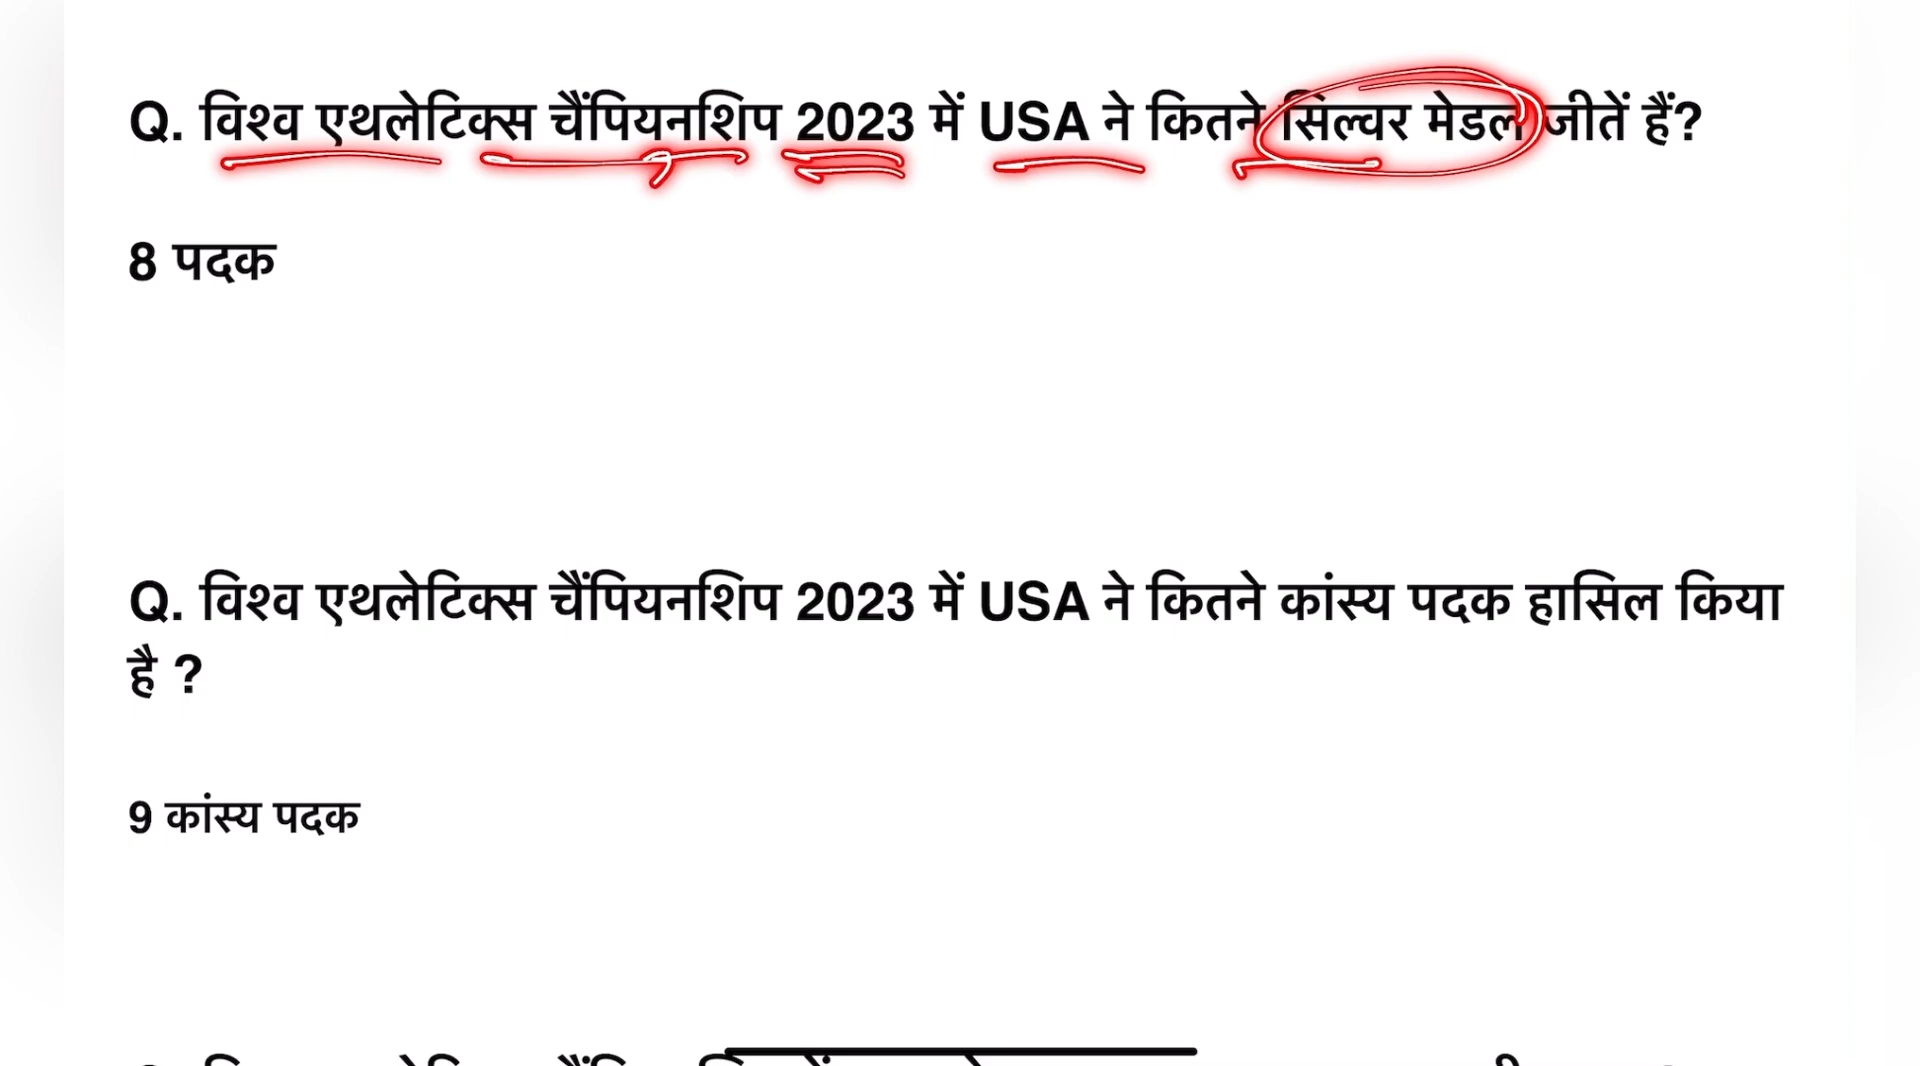 Q. विश्व एथलेटिक्स चैंपियनशिप 2023 में USA ने कितने सिल्वर मेडल जीतें हैं?
8 पदक
Q. विश्व एथलेटिक्स चैंपियनशिप 2023 में USA ने कितने कांस्य पदक हासिल किया
है ?
9 कांस्य पदक